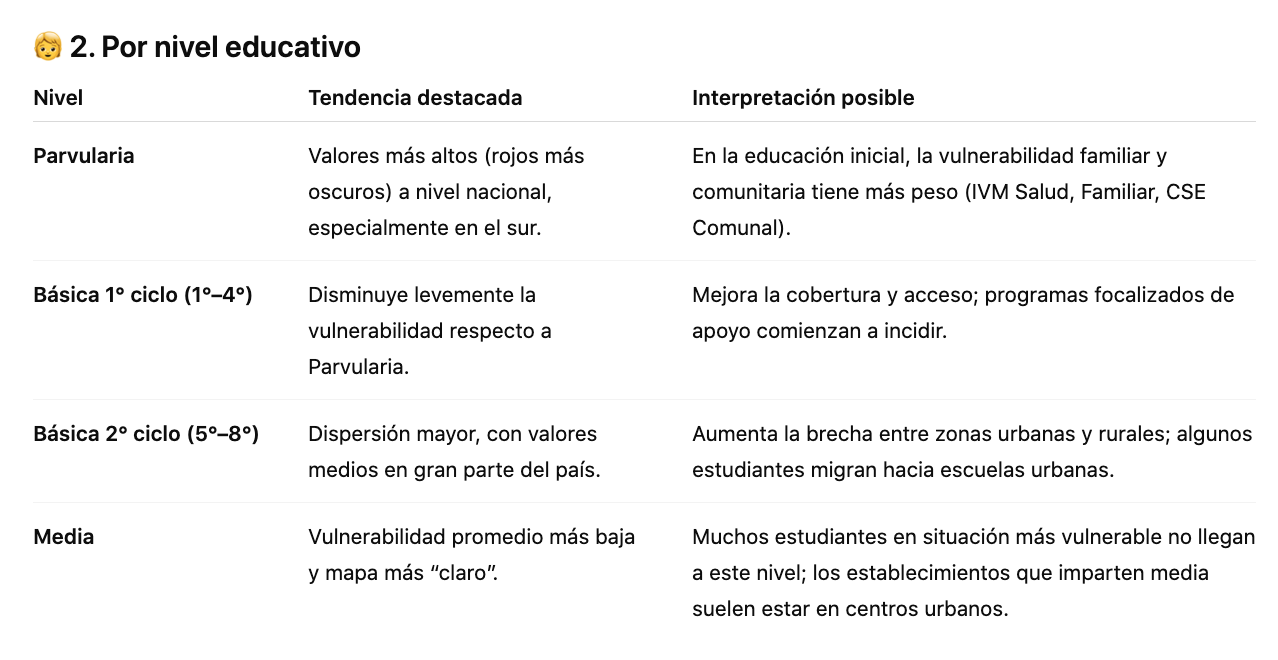 👩 2. Por nivel educativo
Nivel	Tendencia destacada	Interpretación posible
Parvularia
Valores más altos (rojos más
oscuros) a nivel nacional,
especialmente en el sur.
En la educación inicial, la vulnerabilidad familiar y
comunitaria tiene más peso (IVM Salud, Familiar, CSE
Comunal).
Básica 1° ciclo (1°–4°)
Disminuye levemente la
vulnerabilidad respecto a
Parvularia.
Mejora la cobertura y acceso; programas focalizados de
apoyo comienzan a incidir.
Básica 2° ciclo (5°–8°)
Dispersión mayor, con valores
medios en gran parte del país.
Aumenta la brecha entre zonas urbanas y rurales; algunos
estudiantes migran hacia escuelas urbanas.
Media
Vulnerabilidad promedio más baja
y mapa más “claro”.
Muchos estudiantes en situación más vulnerable no llegan
a este nivel; los establecimientos que imparten media
suelen estar en centros urbanos.